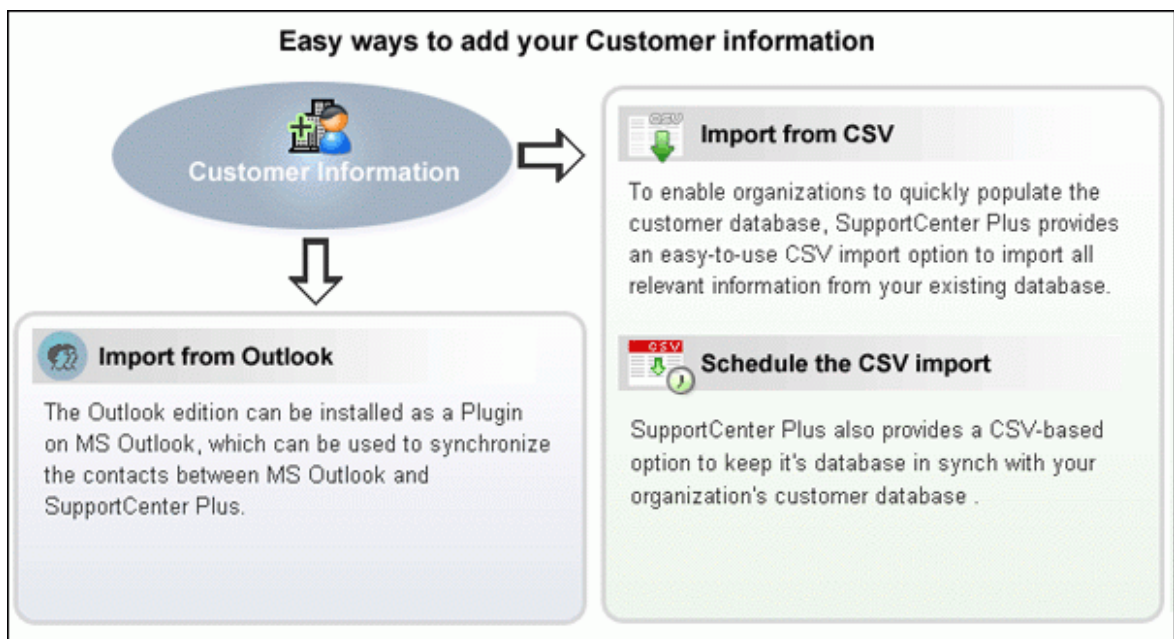 Easy ways to add your Customer information
Customer Information
Import from Outlook
The Outlook edition can be installed as a Plugin
on MS Outlook, which can be used to synchronize
the contacts between MS Outlook and
SupportCenter Plus.
CSV
Import from CSV
To enable organizations to quickly populate the
customer database, SupportCenter Plus provides
an easy-to-use CSV import option to import all
relevant information from your existing database.
CSV
Schedule the CSV import
SupportCenter Plus also provides a CSV-based
option to keep it's database in synch with your
organization's customer database .